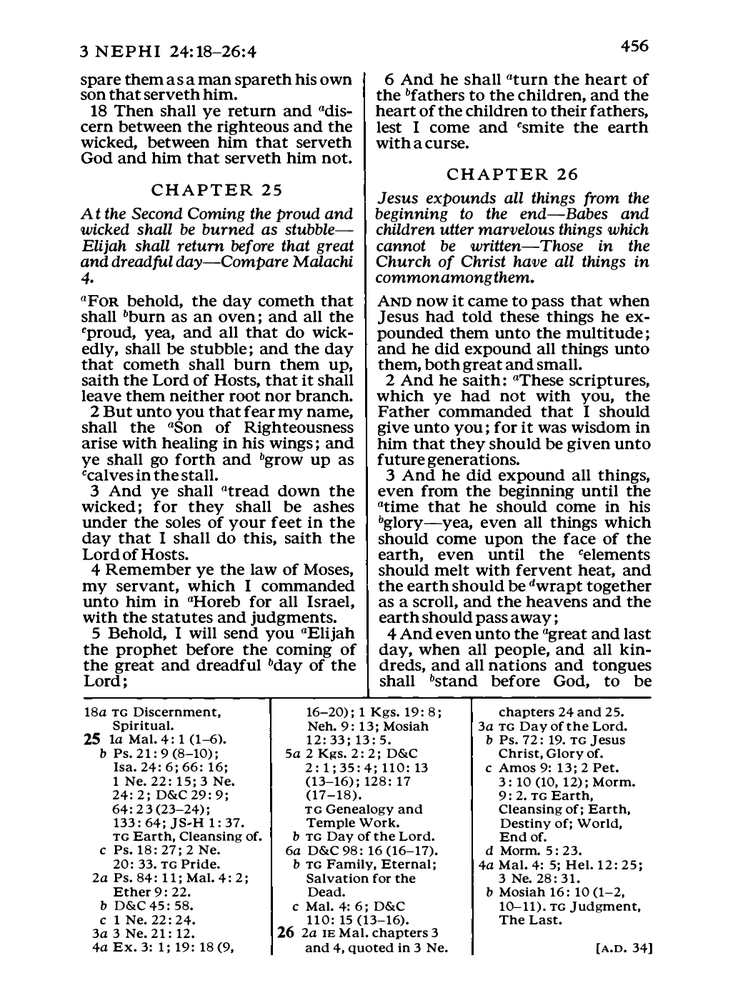 3 NEPHI 24:18–26:4
456
spare them as a man spareth his own
son that serveth him.
18 Then shall ye return and ᵃdis-
cern between the righteous and the
wicked, between him that serveth
God and him that serveth him not.
CHAPTER 25
At the Second Coming the proud and
wicked shall be burned as stubble—
Elijah shall return before that great
and dreadful day—Compare Malachi
4.
ᵃFOR behold, the day cometh that
shall ᵇburn as an oven; and all the
ᶜproud, yea, and all that do wick-
edly, shall be stubble; and the day
that cometh shall burn them up,
saith the Lord of Hosts, that it shall
leave them neither root nor branch.
2 But unto you that fear my name,
shall the ᵃSon of Righteousness
arise with healing in his wings; and
ye shall go forth and ᵇgrow up as
ᶜcalves in the stall.
3 And ye shall ᵃtread down the
wicked; for they shall be ashes
under the soles of your feet in the
day that I shall do this, saith the
Lord of Hosts.
4 Remember ye the law of Moses,
my servant, which I commanded
unto him in ᵃHoreb for all Israel,
with the statutes and judgments.
5 Behold, I will send you ᵃElijah
the prophet before the coming of
the great and dreadful ᵇday of the
Lord;
6 And he shall ᵃturn the heart of
the ᵇfathers to the children, and the
heart of the children to their fathers,
lest I come and ᶜsmite the earth
with a curse.
CHAPTER 26
Jesus expounds all things from the
beginning to the end—Babes and
children utter marvelous things which
cannot be written—Those in the
Church of Christ have all things in
common among them.
AND now it came to pass that when
Jesus had told these things he ex-
pounded them unto the multitude;
and he did expound all things unto
them, both great and small.
2 And he saith: ᵃThese scriptures,
which ye had not with you, the
Father commanded that I should
give unto you; for it was wisdom in
him that they should be given unto
future generations.
3 And he did expound all things,
even from the beginning until the
ᵃtime that he should come in his
ᵇglory—yea, even all things which
should come upon the face of the
earth, even until the ᶜelements
should melt with fervent heat, and
the earth should be ᵈwrapt together
as a scroll, and the heavens and the
earth should pass away;
4 And even unto the ᵃgreat and last
day, when all people, and all kin-
dreds, and all nations and tongues
shall ᵇstand before God, to be
18a TG Discernment,
Spiritual.
25 1a Mal. 4: 1 (1–6).
b Ps. 21: 9 (8–10);
Isa. 24: 6; 66: 16;
1 Ne. 22: 15; 3 Ne.
24: 2; D&C 29: 9;
64: 23 (23–24);
133: 64; JS-H 1: 37.
TG Earth, Cleansing of.
c Ps. 18: 27; 2 Ne.
20: 33. TG Pride.
2a Ps. 84: 11; Mal. 4: 2;
Ether 9: 22.
b D&C 45: 58.
c 1 Ne. 22: 24.
3a 3 Ne. 21: 12.
4a Ex. 3: 1; 19: 18 (9,
16–20); 1 Kgs. 19: 8;
Neh. 9: 13; Mosiah
12: 33; 13: 5.
5a 2 Kgs. 2: 2; D&C
2: 1; 35: 4; 110: 13
(13–16); 128: 17
(17–18).
TG Genealogy and
Temple Work.
b TG Day of the Lord.
6a D&C 98: 16 (16–17).
b TG Family, Eternal;
Salvation for the
Dead.
c Mal. 4: 6; D&C
110: 15 (13–16).
26 2a IE Mal. chapters 3
and 4, quoted in 3 Ne.
chapters 24 and 25.
3a TG Day of the Lord.
b Ps. 72: 19. TG Jesus
Christ, Glory of.
c Amos 9: 13; 2 Pet.
3: 10 (10, 12); Morm.
9: 2. TG Earth,
Cleansing of; Earth,
Destiny of; World,
End of.
d Morm. 5: 23.
4a Mal. 4: 5; Hel. 12: 25;
3 Ne. 28: 31.
b Mosiah 16: 10 (1–2,
10–11). TG Judgment,
The Last.
[A.D. 34]